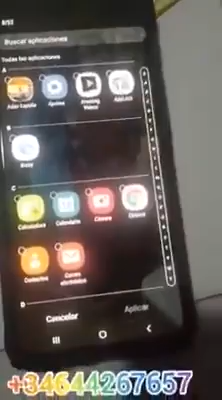 Buscar aplicaciones
Todas las aplicaciones
A
Ajustes
B
Bixby
C
Calculadora
Calendario
Cámara
Chrome
Contactos
Correo electrónico
D
Cancelar
Aplicar
+34644267657